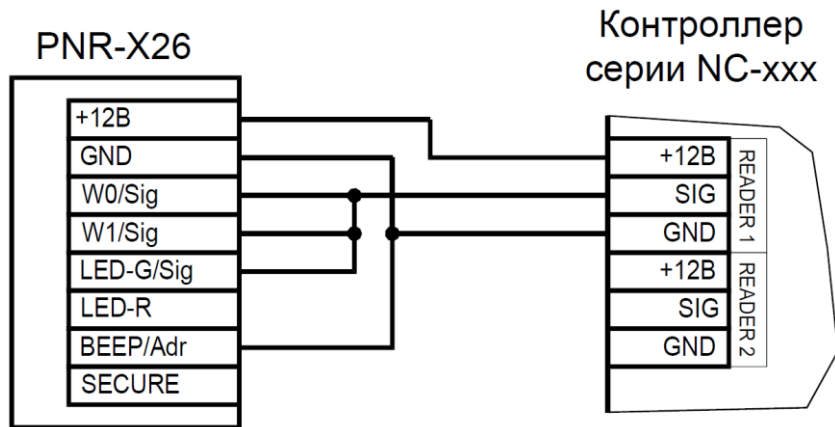 PNR-X26
+12В
GND
W0/Sig
W1/Sig
LED-G/Sig
LED-R
BEEP/Adr
SECURE
Контроллер
серии NC-xxx
+12В
SIG
GND
READER 1
+12В
SIG
GND
READER 2